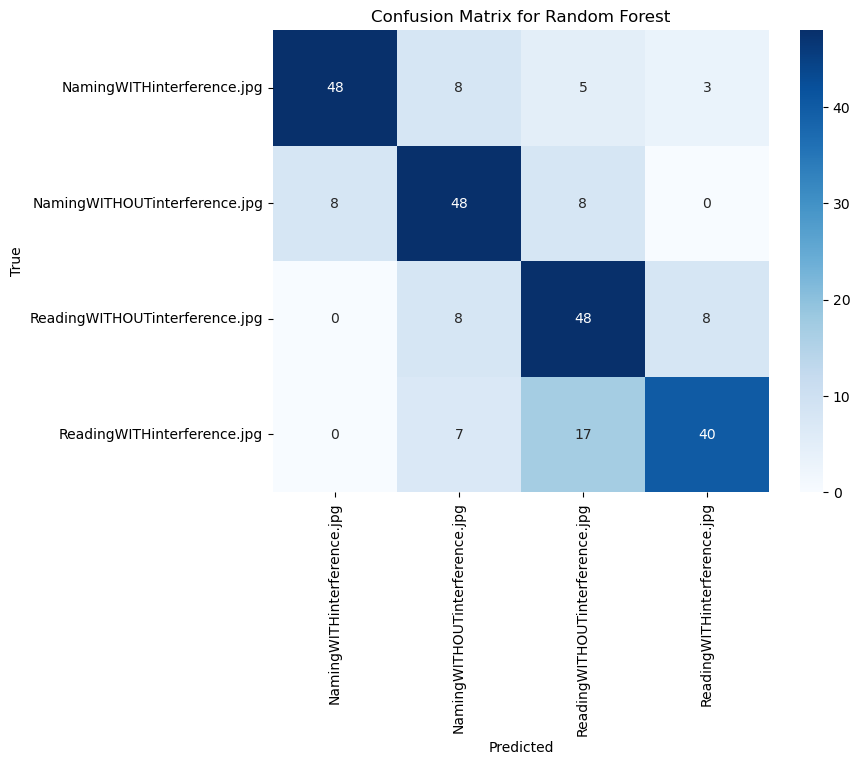 Confusion Matrix for Random Forest
NamingWITHinterference.jpg 48 8 5 3
NamingWITHOUTinterference.jpg 8 48 8 0
ReadingWITHOUTinterference.jpg 0 8 48 8
ReadingWITHinterference.jpg 0 7 17 40
True
NamingWITHinterference.jpg
NamingWITHOUTinterference.jpg
ReadingWITHOUTinterference.jpg
ReadingWITHinterference.jpg
Predicted
40
30
20
10
0